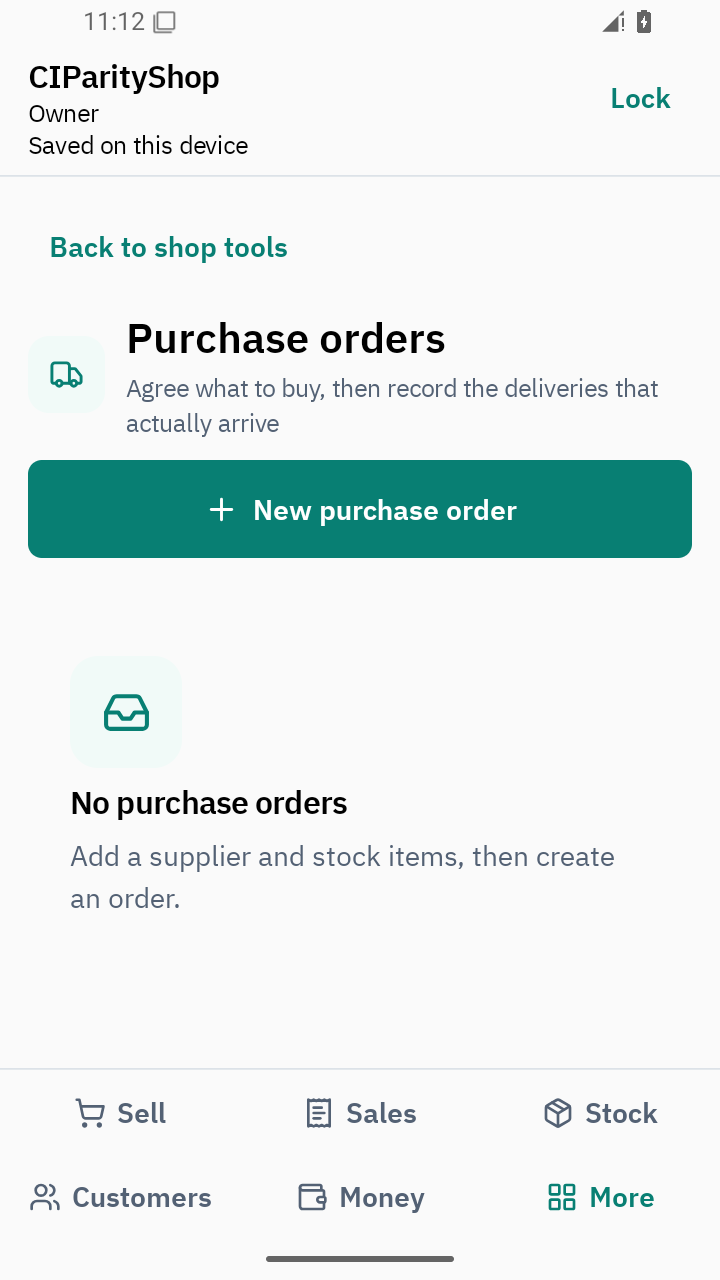 11:12
CIParityShop
Owner
Saved on this device
Lock
Back to shop tools
Purchase orders
Agree what to buy, then record the deliveries that
actually arrive
New purchase order
No purchase orders
Add a supplier and stock items, then create
an order.
Sell
Sales
Stock
Customers
Money
More